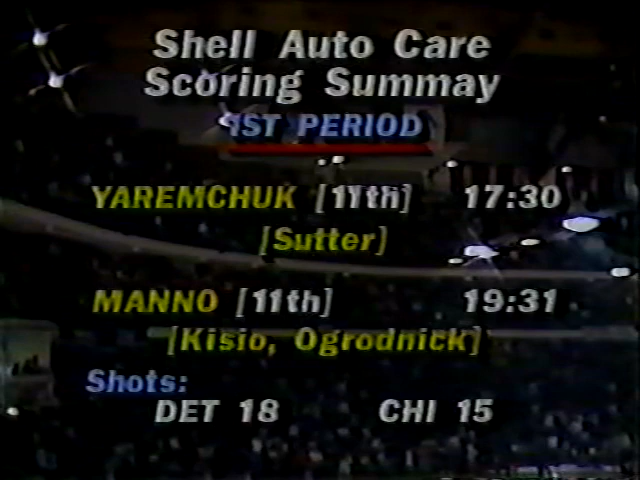 Shell Auto Care
Scoring Summay
1ST PERIOD
YAREMCHUK [11th] 17:30
[Sutter]
MANNO [11th] 19:31
[Kisio, Ogrodnick]
Shots:
DET 18 CHI 15